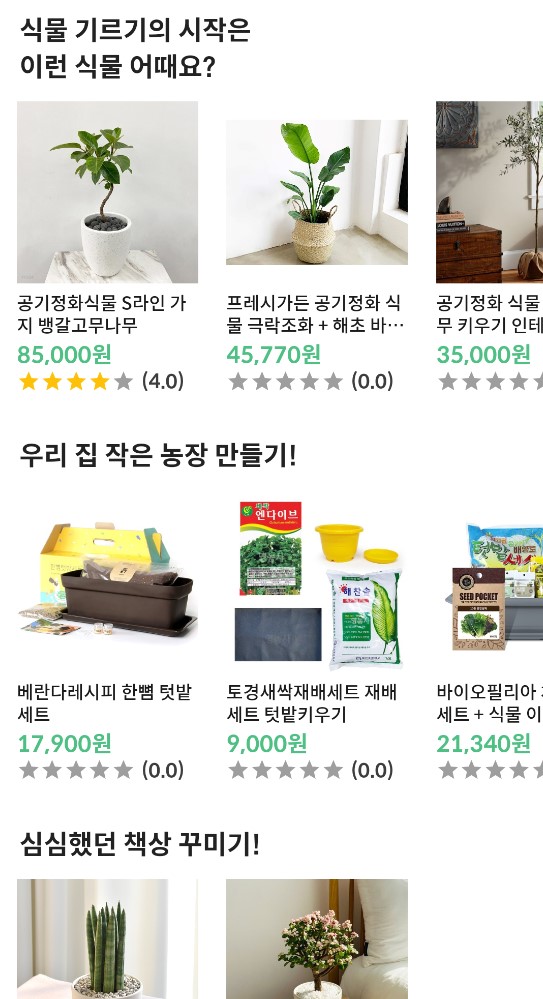 식물 기르기의 시작은
이런 식물 어때요?
공기정화식물 S라인 가
지 뱅갈고무나무
85,000원
(4.0)
프레시가든 공기정화 식
물 극락조화 + 해초 바…
45,770원
(0.0)
공기정화 식물
무 키우기 인테
35,000원
우리 집 작은 농장 만들기!
엔다이브
SEED POCKET
베란다레시피 한뼘 텃밭
세트
17,900원
(0.0)
토경새싹재배세트 재배
세트 텃밭키우기
9,000원
(0.0)
바이오필리아
세트 + 식물 이
21,340원
심심했던 책상 꾸미기!